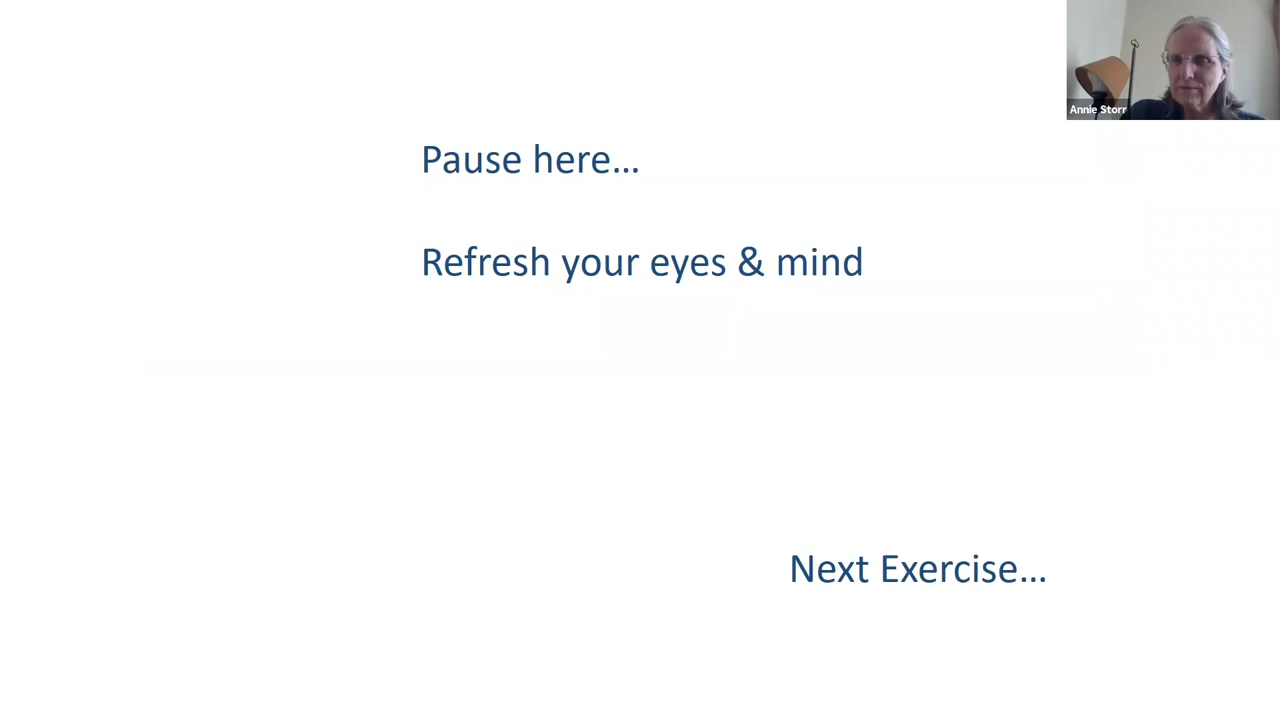 Annie Storr
Pause here…
Refresh your eyes & mind
Next Exercise…